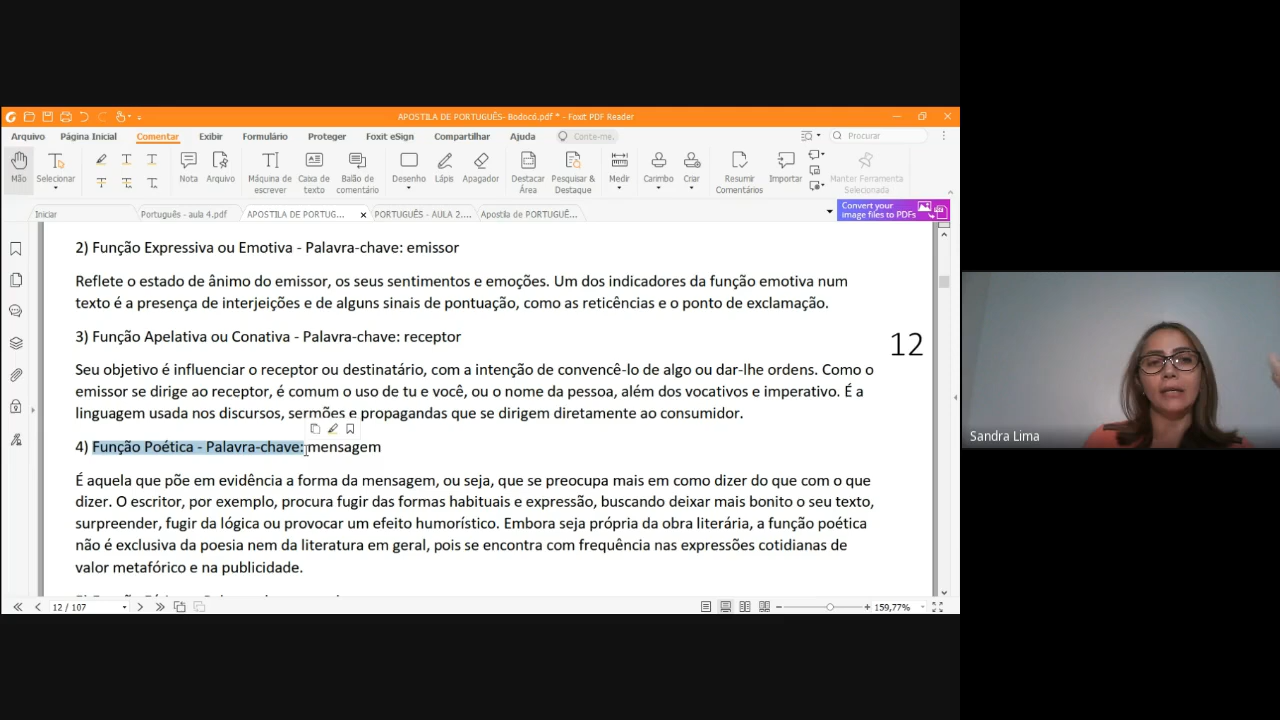 APOSTILA DE PORTUGUÊS- Bodocó.pdf * - Foxit PDF Reader
Arquivo Página Inicial Comentar Exibir Formulário Proteger Foxit eSign Compartilhar Ajuda Conte-me. Procurar
Mão Selecionar Nota Arquivo Máquina de escrever Caixa de texto Balão de comentário Desenho Lápis Apagador Destacar Área Pesquisar & Destaque Medir Carimbo Criar Resumir Comentários Importar Manter Ferramenta Selecionada
Iniciar Português - aula 4.pdf APOSTILA DE PORTUG... PORTUGUÊS - AULA 2.... Apostila de PORTUGUÊ... Convert your image files to PDFs
2) Função Expressiva ou Emotiva - Palavra-chave: emissor
Reflete o estado de ânimo do emissor, os seus sentimentos e emoções. Um dos indicadores da função emotiva num
texto é a presença de interjeições e de alguns sinais de pontuação, como as reticências e o ponto de exclamação.
3) Função Apelativa ou Conativa - Palavra-chave: receptor
12
Seu objetivo é influenciar o receptor ou destinatário, com a intenção de convencê-lo de algo ou dar-lhe ordens. Como o
emissor se dirige ao receptor, é comum o uso de tu e você, ou o nome da pessoa, além dos vocativos e imperativo. É a
linguagem usada nos discursos, sermões e propagandas que se dirigem diretamente ao consumidor.
4) Função Poética - Palavra-chave: mensagem
É aquela que põe em evidência a forma da mensagem, ou seja, que se preocupa mais em como dizer do que com o que
dizer. O escritor, por exemplo, procura fugir das formas habituais e expressão, buscando deixar mais bonito o seu texto,
surpreender, fugir da lógica ou provocar um efeito humorístico. Embora seja própria da obra literária, a função poética
não é exclusiva da poesia nem da literatura em geral, pois se encontra com frequência nas expressões cotidianas de
valor metafórico e na publicidade.
12 / 107 159,77%
Sandra Lima